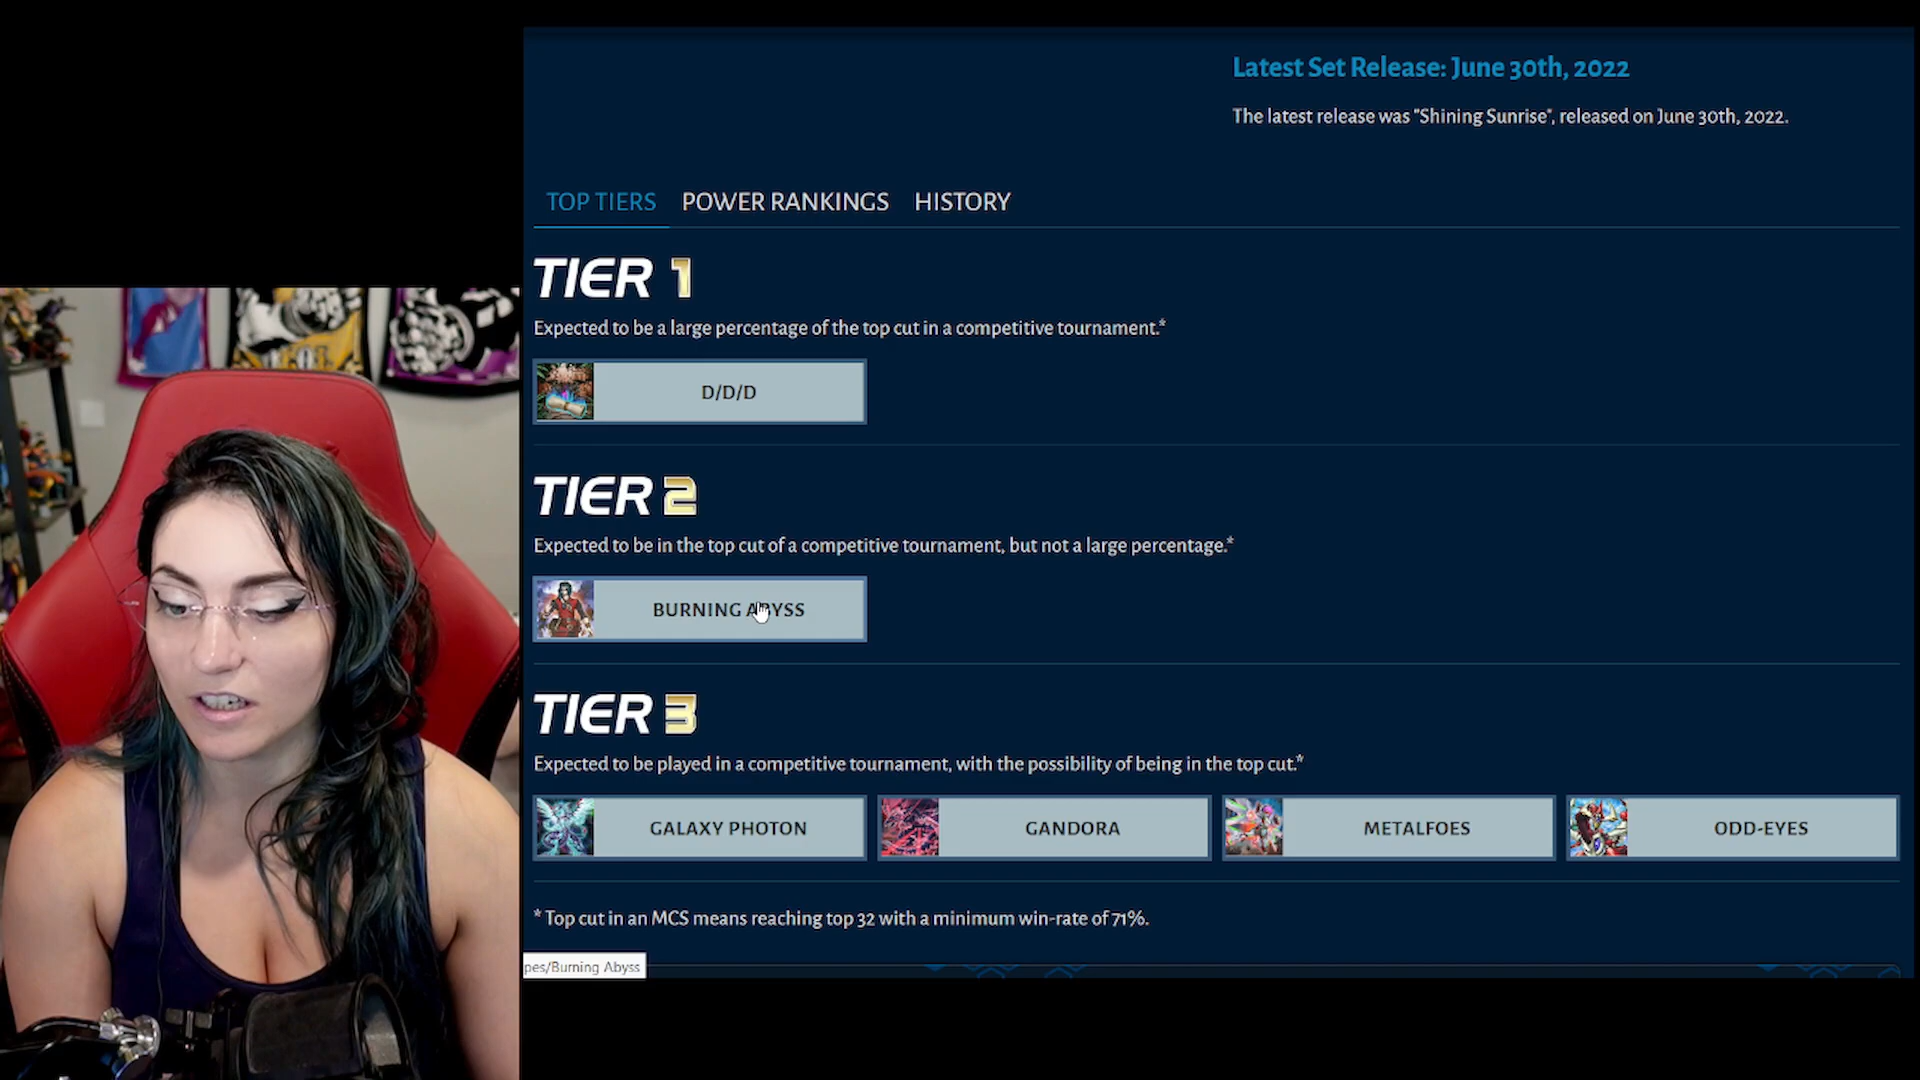 Latest Set Release: June 30th, 2022
The latest release was "Shining Sunrise", released on June 30th, 2022.
TOP TIERS POWER RANKINGS HISTORY
TIER 1
Expected to be a large percentage of the top cut in a competitive tournament.*
D/D/D
TIER 2
Expected to be in the top cut of a competitive tournament, but not a large percentage.*
BURNING ABYSS
TIER 3
Expected to be played in a competitive tournament, with the possibility of being in the top cut.*
GALAXY PHOTON GANDORA METALFOES ODD-EYES
* Top cut in an MCS means reaching top 32 with a minimum win-rate of 71%.
pes/Burning Abyss